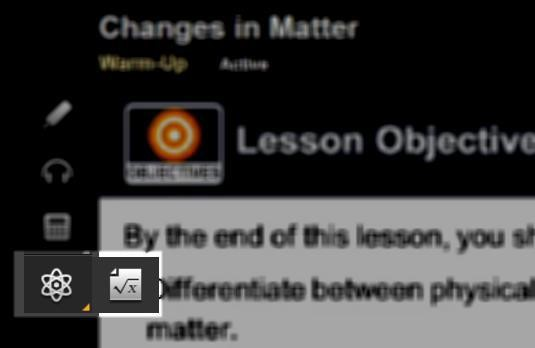 Changes in Matter
Warm-Up Active
OBJECTIVES
Lesson Objective
By the end of this lesson, you sh
√x
Differentiate between physical
matter.